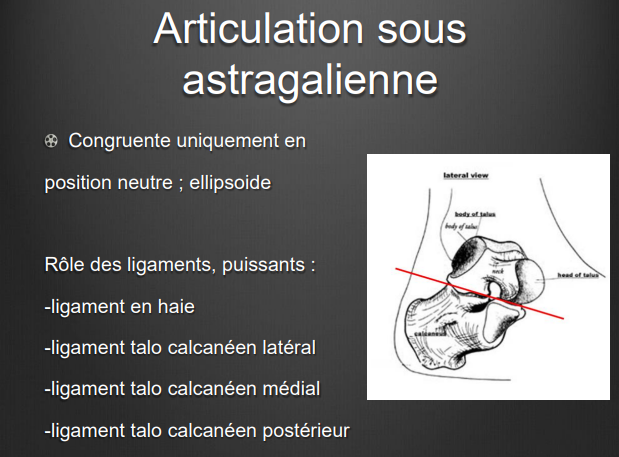 Articulation sous
astragalienne
Congruente uniquement en
position neutre ; ellipsoide
Rôle des ligaments, puissants :
-ligament en haie
-ligament talo calcanéen latéral
-ligament talo calcanéen médial
-ligament talo calcanéen postérieur
lateral view
body of talus
body of talus
neck
head of talus
calcaneus